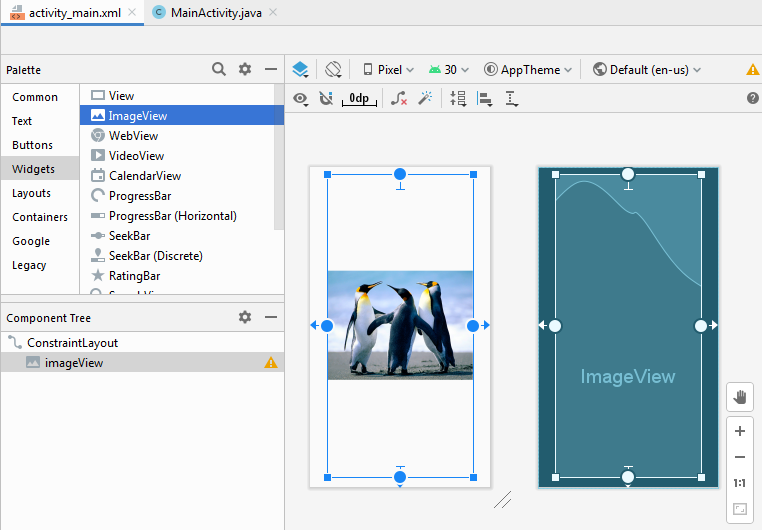 activity_main.xml
MainActivity.java
Palette
Pixel
30
AppTheme
Default (en-us)
0dp
Common
Text
Buttons
Widgets
Layouts
Containers
Google
Legacy
View
ImageView
WebView
VideoView
CalendarView
ProgressBar
ProgressBar (Horizontal)
SeekBar
SeekBar (Discrete)
RatingBar
Component Tree
ConstraintLayout
imageView
ImageView
1:1